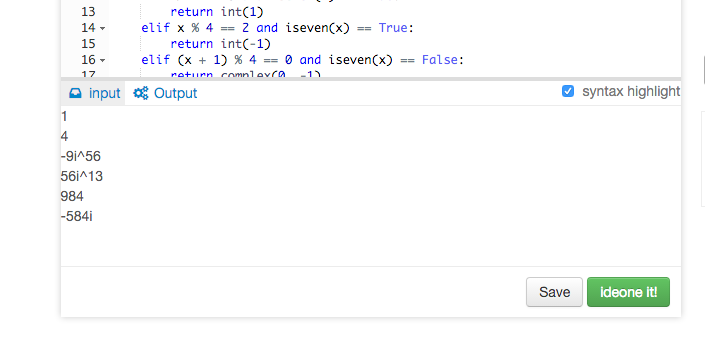 13 return int(1)
14 elif x % 4 == 2 and iseven(x) == True:
15 return int(-1)
16 elif (x + 1) % 4 == 0 and iseven(x) == False:
17 return complex(0, -1)
input Output syntax highlight
1
4
-9i^56
56i^13
984
-584i
Save ideone it!